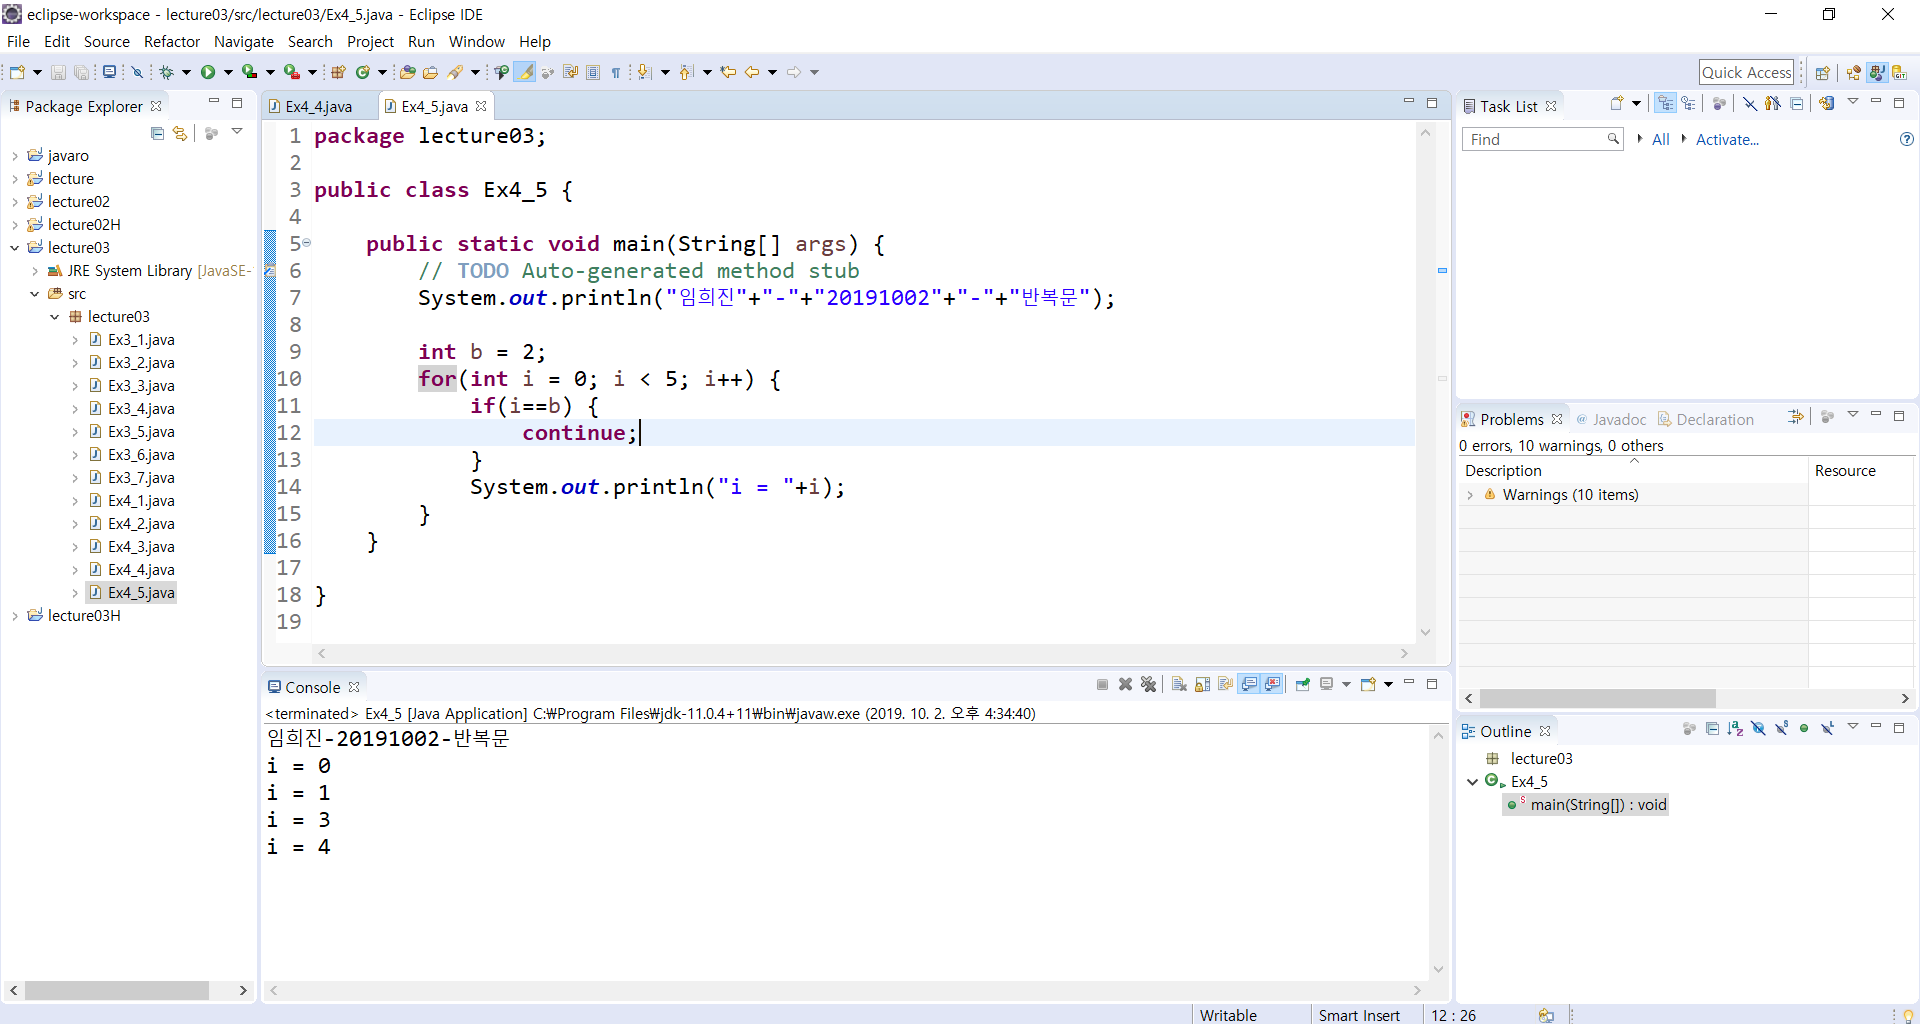 eclipse-workspace - lecture03/src/lecture03/Ex4_5.java - Eclipse IDE
File Edit Source Refactor Navigate Search Project Run Window Help
Quick Access
Package Explorer
javaro
lecture
lecture02
lecture02H
lecture03
JRE System Library [JavaSE-
src
lecture03
Ex3_1.java
Ex3_2.java
Ex3_3.java
Ex3_4.java
Ex3_5.java
Ex3_6.java
Ex3_7.java
Ex4_1.java
Ex4_2.java
Ex4_3.java
Ex4_4.java
Ex4_5.java
lecture03H
Ex4_4.java Ex4_5.java
1 package lecture03;
2
3 public class Ex4_5 {
4
5 public static void main(String[] args) {
6 // TODO Auto-generated method stub
7 System.out.println("임희진"+"-"+"20191002"+"-"+"반복문");
8
9 int b = 2;
10 for(int i = 0; i < 5; i++) {
11 if(i==b) {
12 continue;
13 }
14 System.out.println("i = "+i);
15 }
16 }
17
18 }
19
Console
<terminated> Ex4_5 [Java Application] C:₩Program Files₩jdk-11.0.4+11₩bin₩javaw.exe (2019. 10. 2. 오후 4:34:40)
임희진-20191002-반복문
i = 0
i = 1
i = 3
i = 4
Task List
Find All Activate...
Problems Javadoc Declaration
0 errors, 10 warnings, 0 others
Description Resource
Warnings (10 items)
Outline
lecture03
Ex4_5
main(String[]) : void
Writable Smart Insert 12 : 26